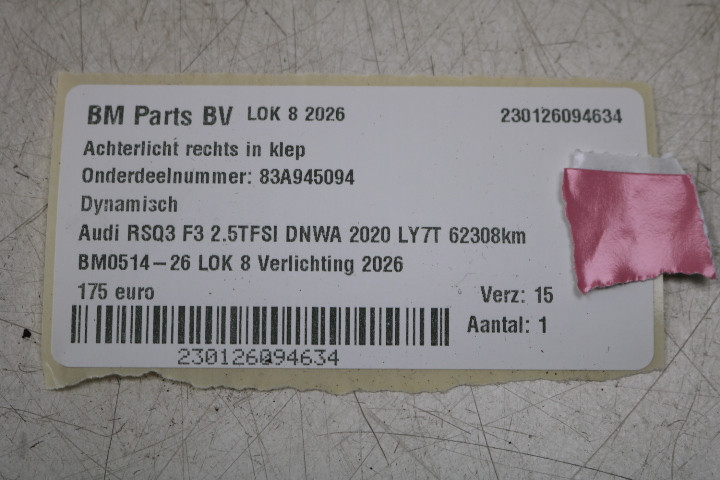 BM Parts BV LOK 8 2026 230126094634
Achterlicht rechts in klep
Onderdeelnummer: 83A945094
Dynamisch
Audi RSQ3 F3 2.5TFSI DNWA 2020 LY7T 62308km
BM0514-26 LOK 8 Verlichting 2026
175 euro Verz: 15
Aantal: 1
230126094634